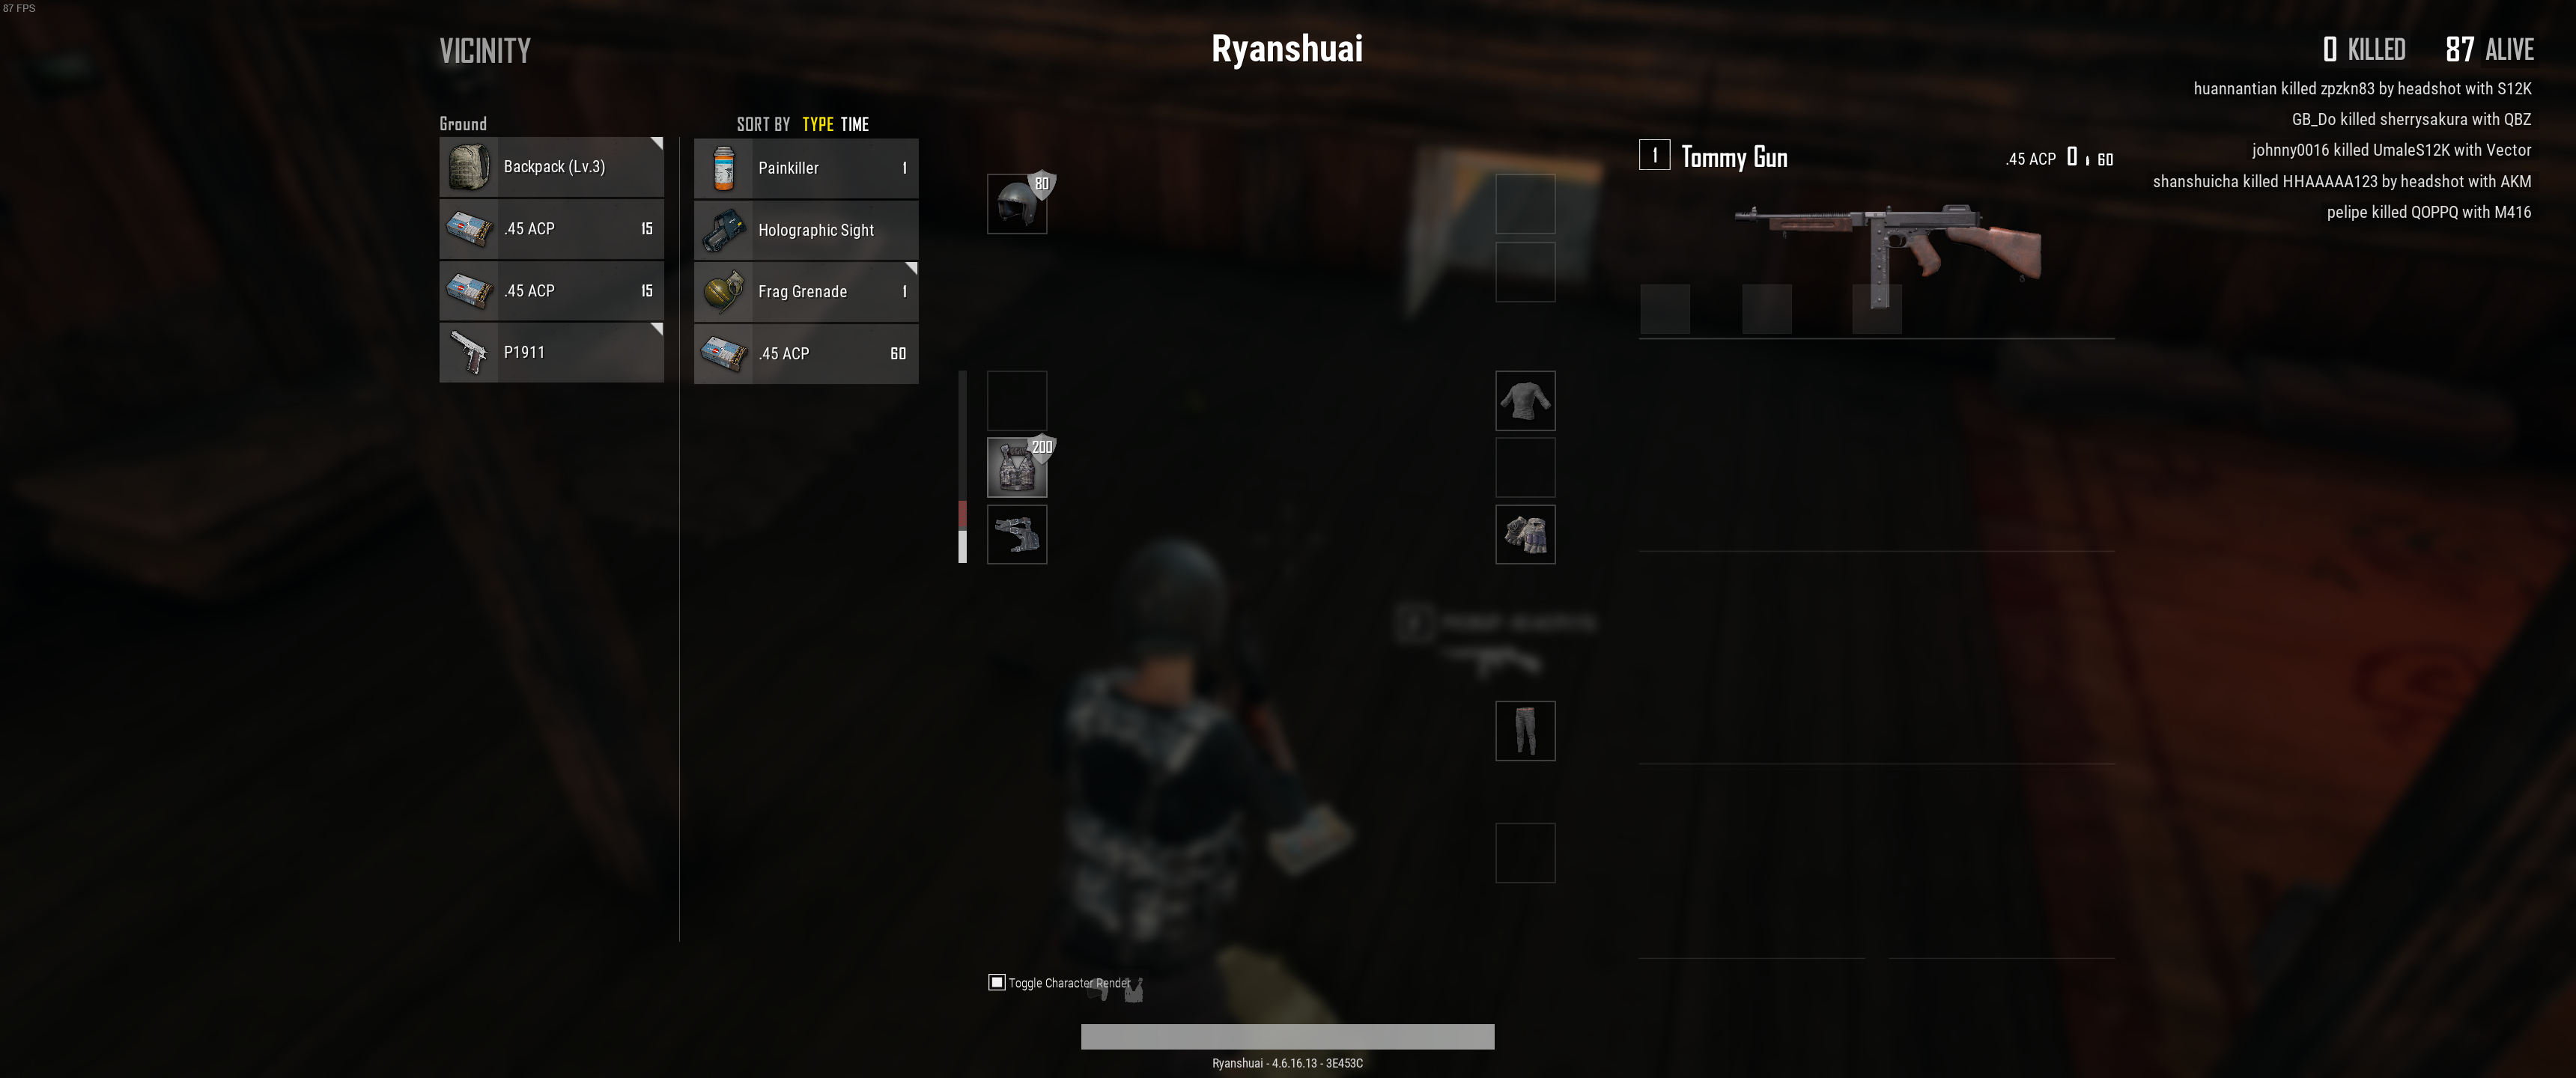 87 FPS
VICINITY
Ryanshuai
0 KILLED 87 ALIVE
huannantian killed zpzkn83 by headshot with S12K
GB_Do killed sherrysakura with QBZ
johnny0016 killed UmaleS12K with Vector
shanshuicha killed HHAAAAA123 by headshot with AKM
pelipe killed QOPPQ with M416
Ground
Backpack (Lv.3)
.45 ACP 15
.45 ACP 15
P1911
SORT BY TYPE TIME
Painkiller 1
Holographic Sight
Frag Grenade 1
.45 ACP 60
80
200
1 Tommy Gun .45 ACP 0 60
Toggle Character Render
Ryanshuai - 4.6.16.13 - 3E453C